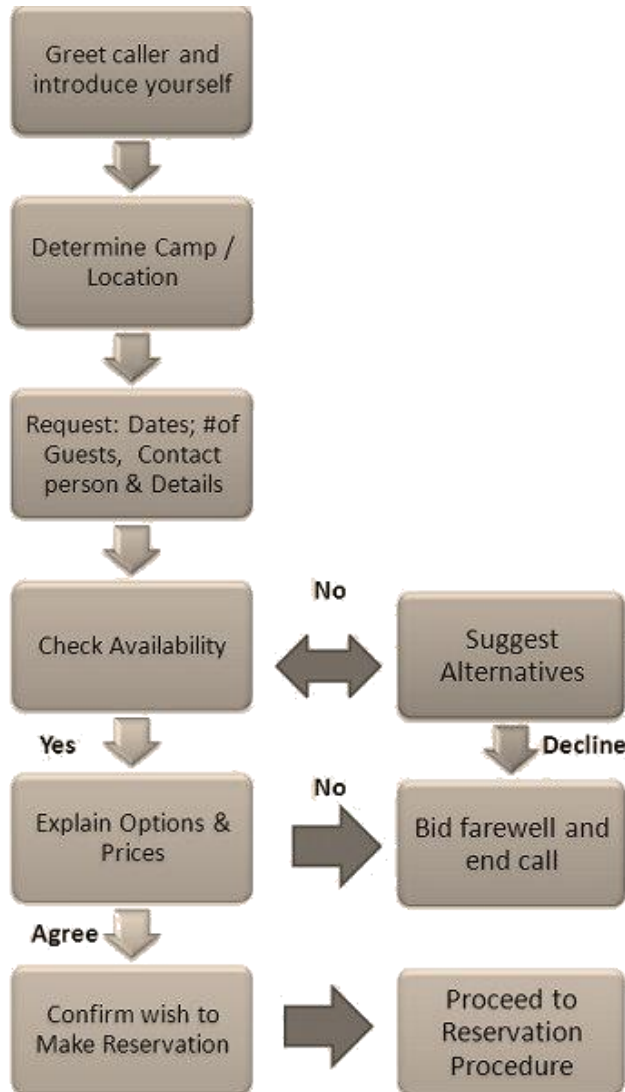 Greet caller and
introduce yourself
Determine Camp /
Location
Request: Dates; #of
Guests, Contact
person & Details
No
Check Availability
Suggest
Alternatives
Yes
Decline
No
Explain Options &
Prices
Bid farewell and
end call
Agree
Confirm wish to
Make Reservation
Proceed to
Reservation
Procedure